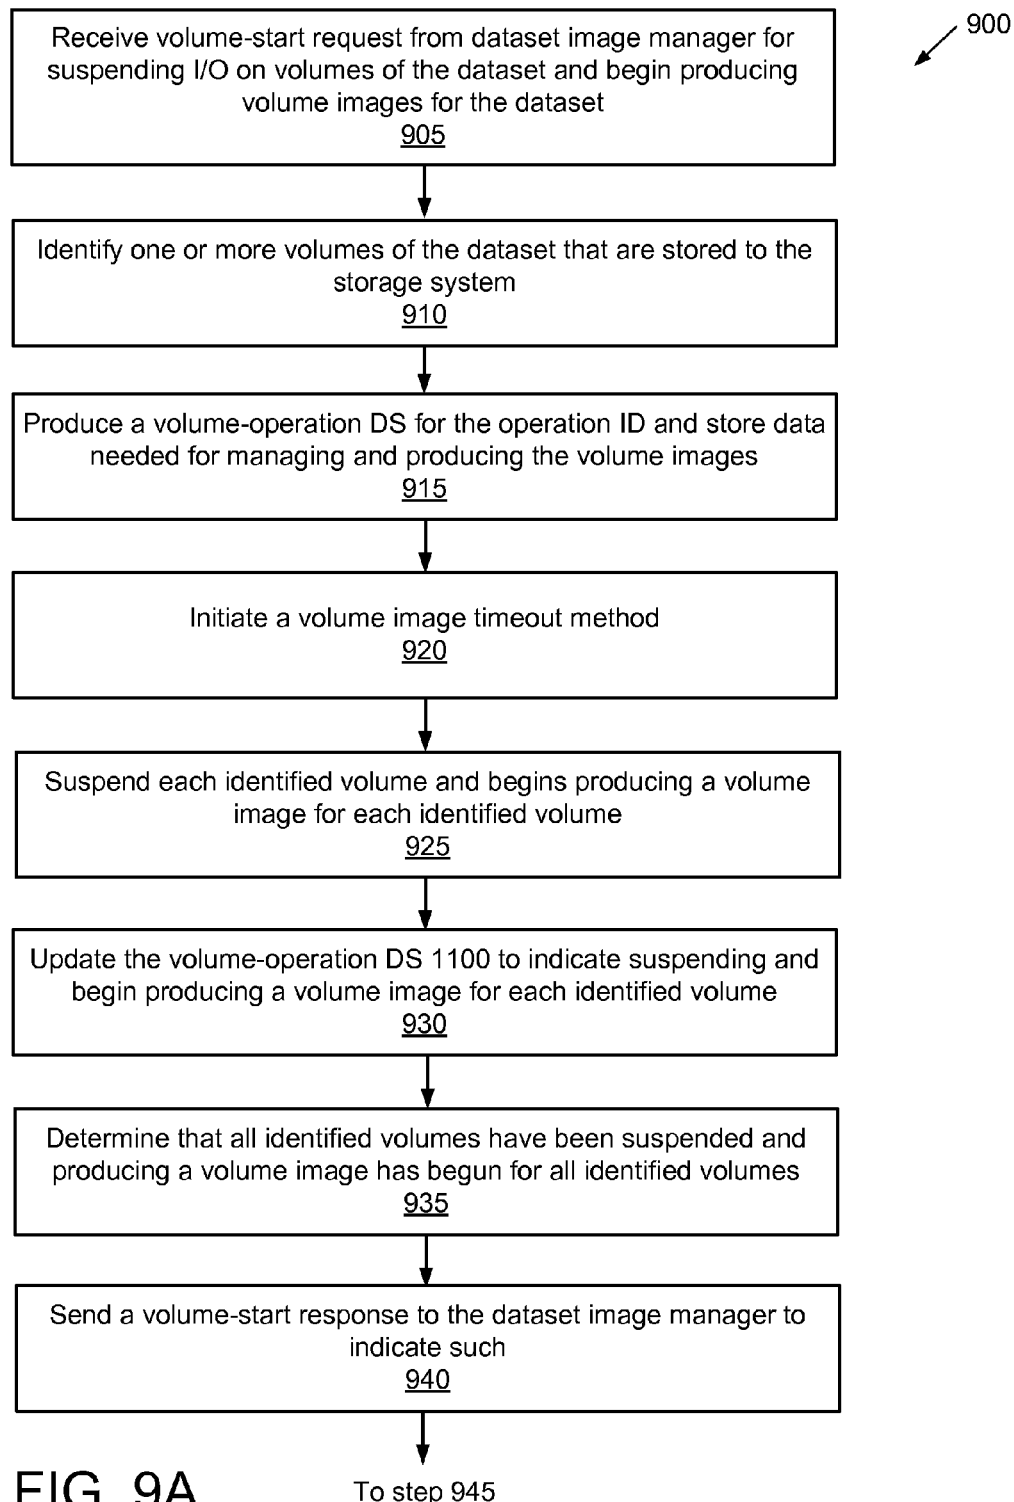 900
Receive volume-start request from dataset image manager for
suspending I/O on volumes of the dataset and begin producing
volume images for the dataset
905
Identify one or more volumes of the dataset that are stored to the
storage system
910
Produce a volume-operation DS for the operation ID and store data
needed for managing and producing the volume images
915
Initiate a volume image timeout method
920
Suspend each identified volume and begins producing a volume
image for each identified volume
925
Update the volume-operation DS 1100 to indicate suspending and
begin producing a volume image for each identified volume
930
Determine that all identified volumes have been suspended and
producing a volume image has begun for all identified volumes
935
Send a volume-start response to the dataset image manager to
indicate such
940
To step 945
FIG. 9A